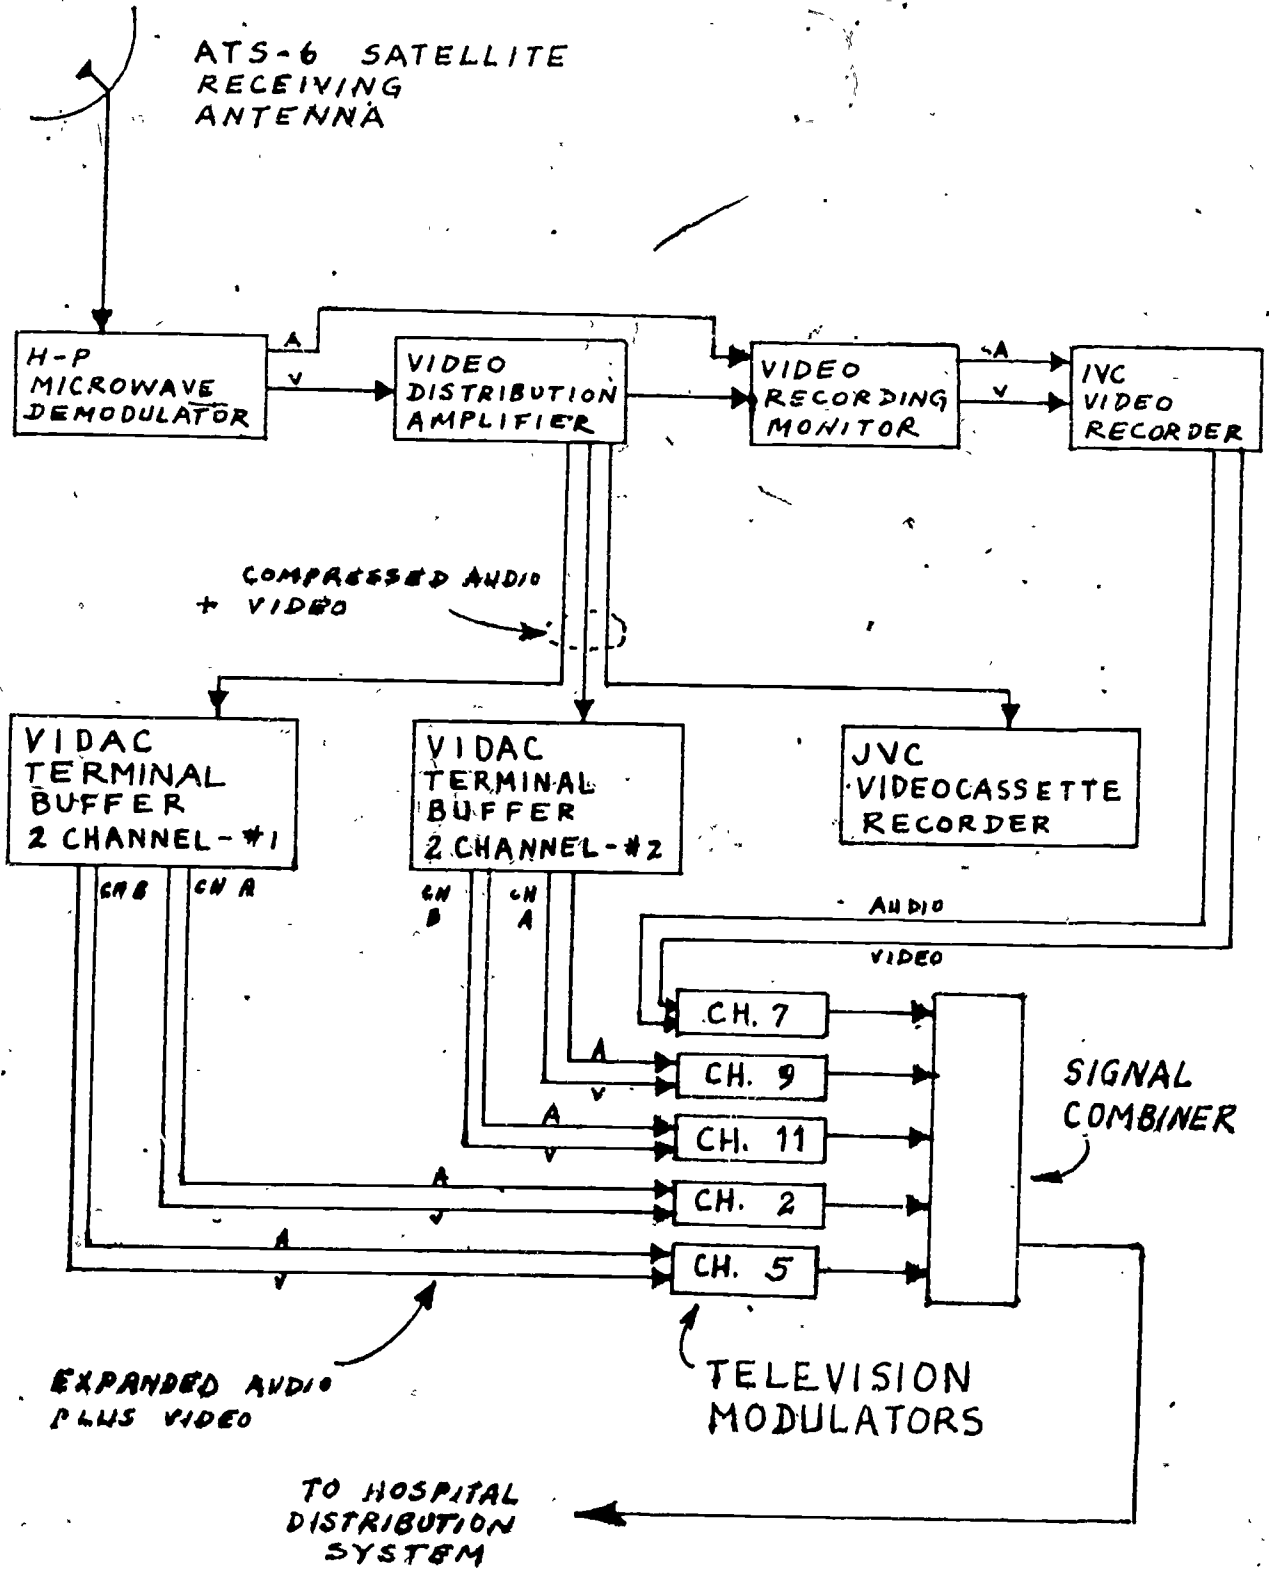 ATS-6 SATELLITE
RECEIVING
ANTENNA
H-P
MICROWAVE
DEMODULATOR
A
V
VIDEO
DISTRIBUTION
AMPLIFIER
VIDEO
RECORDING
MONITOR
A
V
IVC
VIDEO
RECORDER
COMPRESSED AUDIO
+ VIDEO
VIDAC
TERMINAL
BUFFER
2 CHANNEL-#1
VIDAC
TERMINAL
BUFFER
2 CHANNEL-#2
JVC
VIDEOCASSETTE
RECORDER
CH B
CH A
CH
B
CH
A
AUDIO
VIDEO
CH. 7
A
V
CH. 9
A
V
CH. 11
A
V
CH. 2
A
V
CH. 5
SIGNAL
COMBINER
EXPANDED AUDIO
PLUS VIDEO
TELEVISION
MODULATORS
TO HOSPITAL
DISTRIBUTION
SYSTEM